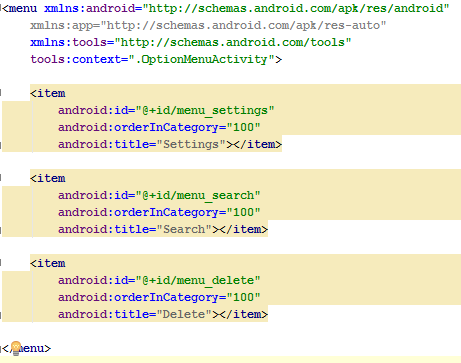 <menu xmlns:android="http://schemas.android.com/apk/res/android"
xmlns:app="http://schemas.android.com/apk/res-auto"
xmlns:tools="http://schemas.android.com/tools"
tools:context=".OptionMenuActivity">
<item
android:id="@+id/menu_settings"
android:orderInCategory="100"
android:title="Settings"></item>
<item
android:id="@+id/menu_search"
android:orderInCategory="100"
android:title="Search"></item>
<item
android:id="@+id/menu_delete"
android:orderInCategory="100"
android:title="Delete"></item>
</menu>